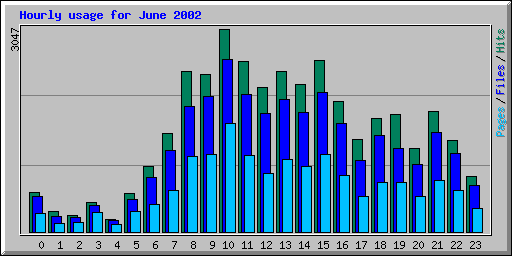 Hourly usage for June 2002
3047
Pages / Files / Hits
0 1 2 3 4 5 6 7 8 9 10 11 12 13 14 15 16 17 18 19 20 21 22 23